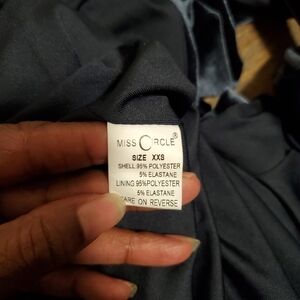 MISS CIRCLE®
SIZE XXS
SHELL:95% POLYESTER
5% ELASTANE
LINING:95%POLYESTER
5% ELASTANE
CARE ON REVERSE